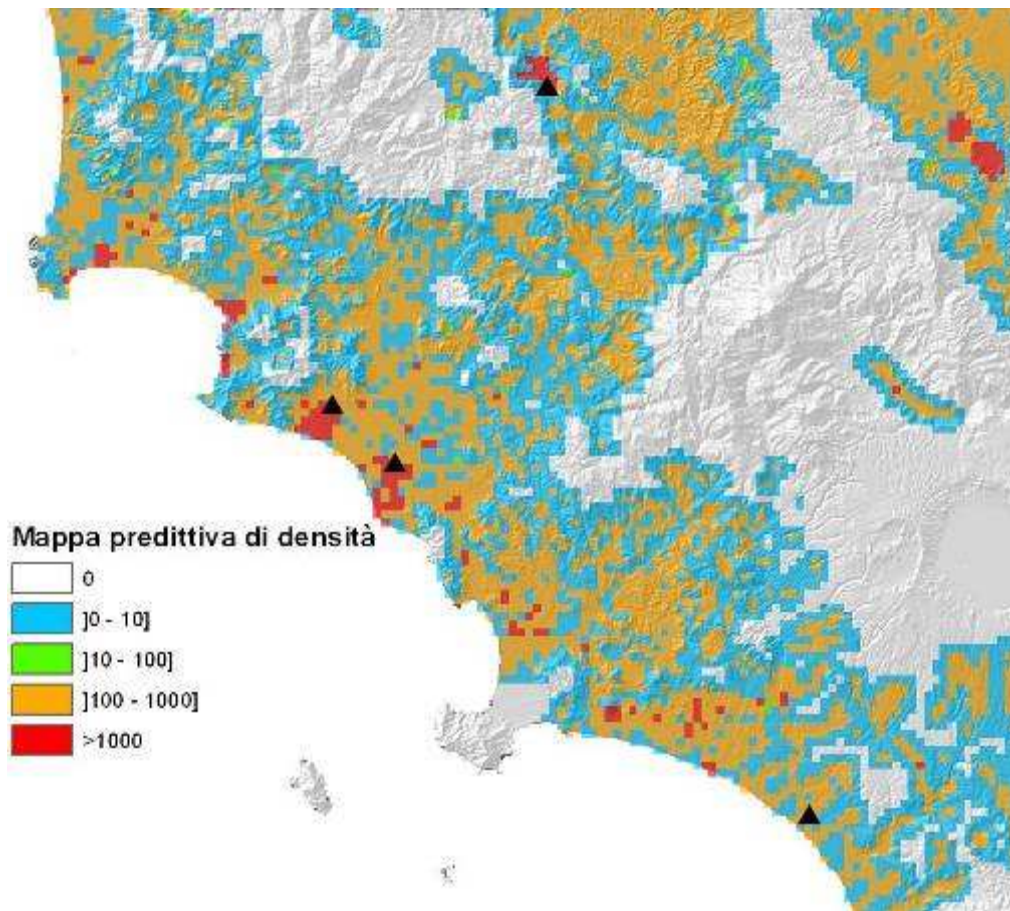 Mappa predittiva di densità
0
]0 - 10]
]10 - 100]
]100 - 1000]
>1000